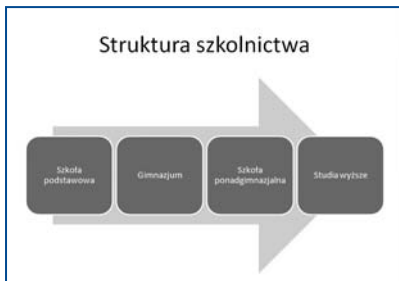 Struktura szkolnictwa
Szkoła
podstawowa
Gimnazjum
Szkoła
ponadgimnazjalna
Studia wyższe